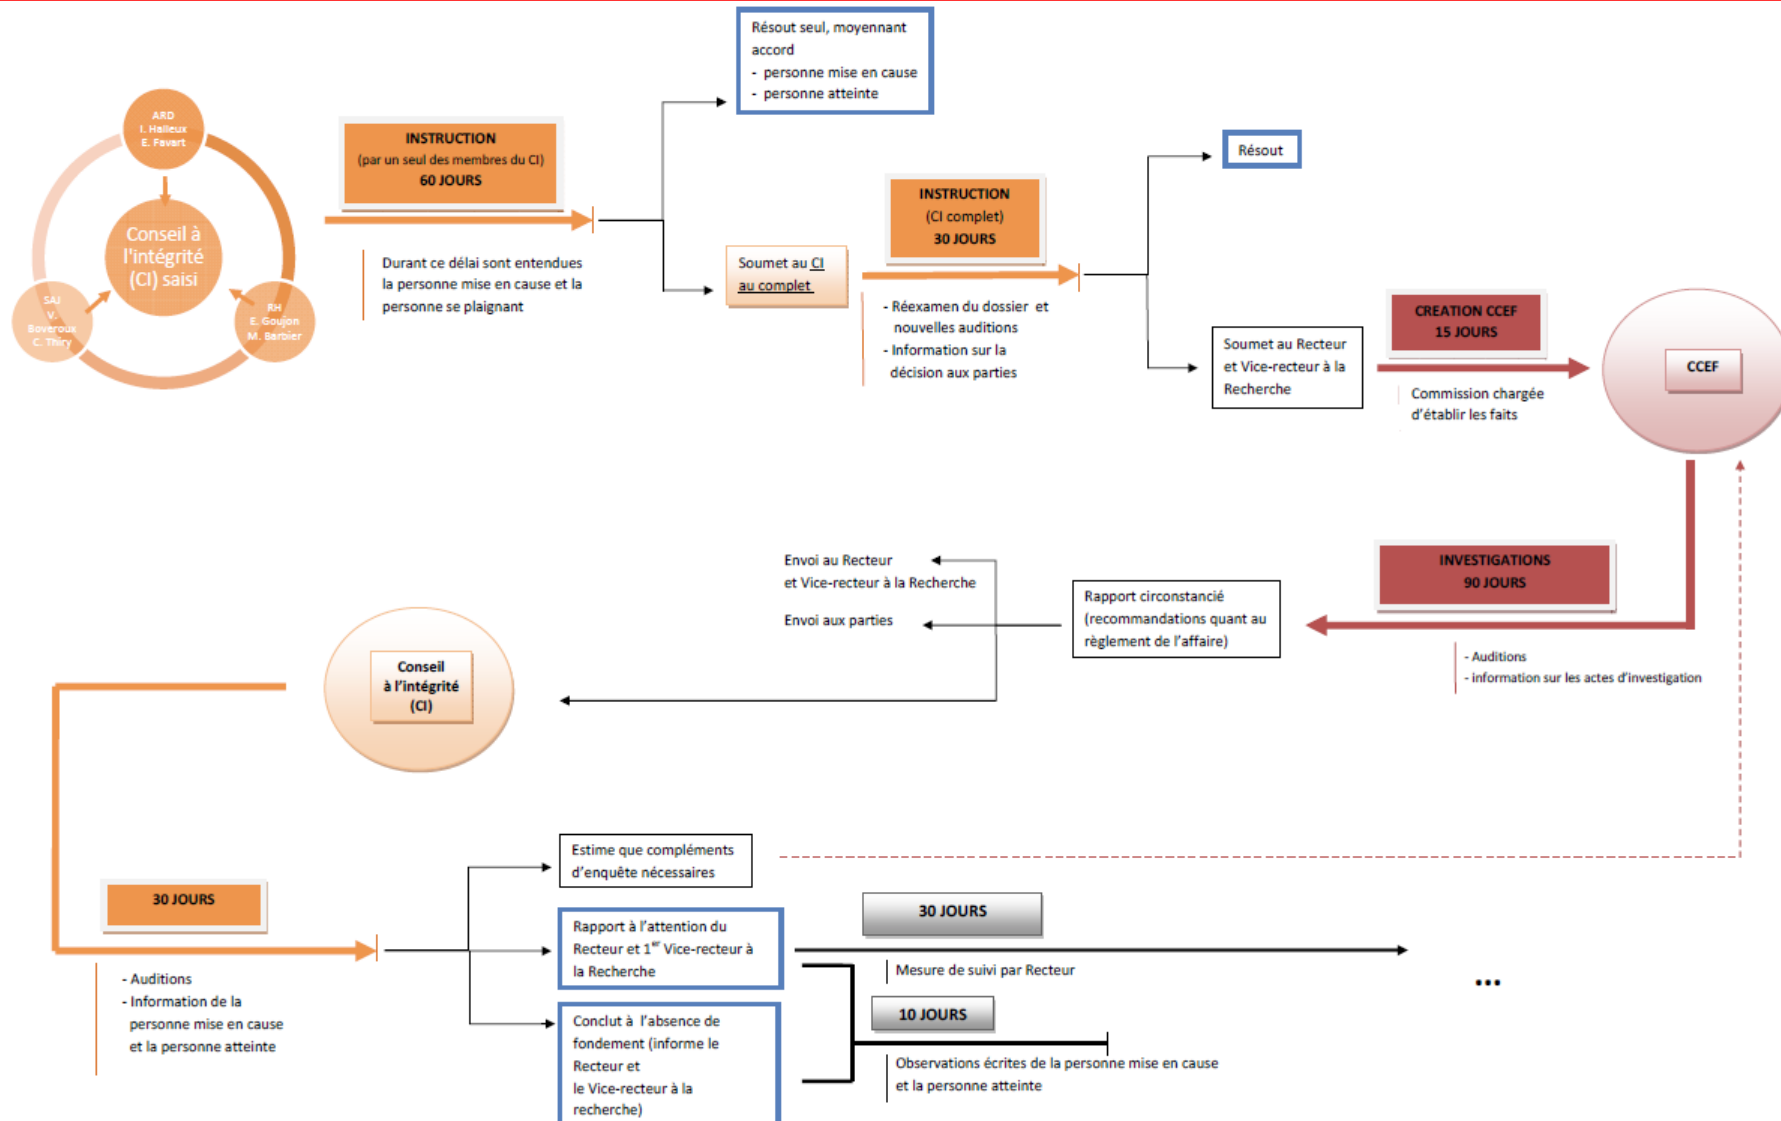 Résout seul, moyennant
accord
- personne mise en cause
- personne atteinte
ARD
I. Halleux
E. Favart
Conseil à
l'intégrité
(CI) saisi
SAJ
V.
Boveroux
C. Thiry
RH
E. Goujon
M. Barbier
INSTRUCTION
(par un seul des membres du CI)
60 JOURS
Durant ce délai sont entendues
la personne mise en cause et la
personne se plaignant
Soumet au CI
au complet
INSTRUCTION
(CI complet)
30 JOURS
- Réexamen du dossier et
nouvelles auditions
- Information sur la
décision aux parties
Résout
Soumet au Recteur
et Vice-recteur à la
Recherche
CREATION CCEF
15 JOURS
Commission chargée
d'établir les faits
CCEF
INVESTIGATIONS
90 JOURS
- Auditions
- information sur les actes d'investigation
Rapport circonstancié
(recommandations quant au
règlement de l'affaire)
Envoi au Recteur
et Vice-recteur à la Recherche
Envoi aux parties
Conseil
à l'intégrité
(CI)
30 JOURS
- Auditions
- Information de la
personne mise en cause
et la personne atteinte
Estime que compléments
d'enquête nécessaires
Rapport à l'attention du
Recteur et 1er Vice-recteur à
la Recherche
Conclut à l'absence de
fondement (informe le
Recteur et
le Vice-recteur à la
recherche)
30 JOURS
Mesure de suivi par Recteur
10 JOURS
Observations écrites de la personne mise en cause
et la personne atteinte
...